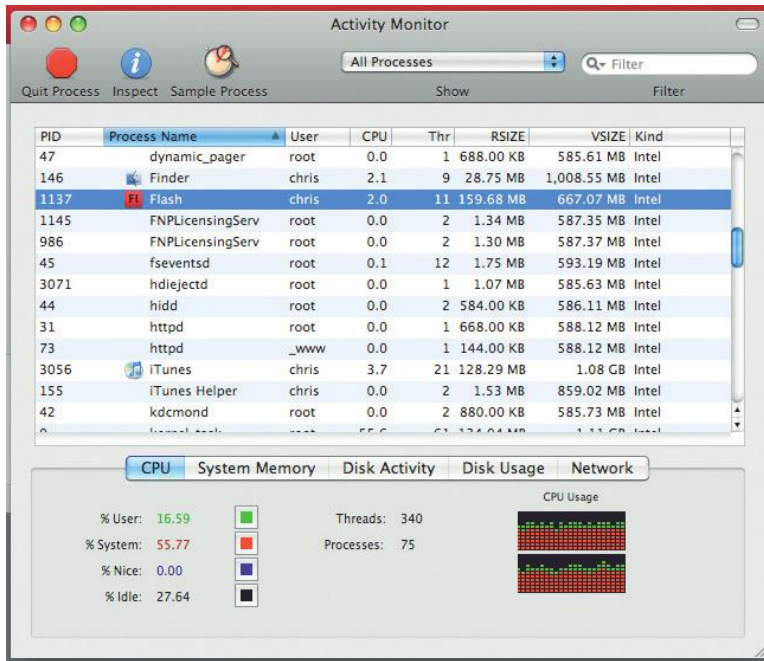 Activity Monitor
All Processes
Filter
Quit Process Inspect Sample Process Show Filter
PID Process Name User CPU Thr RSIZE VSIZE Kind
47 dynamic_pager root 0.0 1 688.00 KB 585.61 MB Intel
146 Finder chris 2.1 9 28.75 MB 1,008.55 MB Intel
1137 FL Flash chris 2.0 11 159.68 MB 667.07 MB Intel
1145 FNPLicensingServ root 0.0 2 1.34 MB 587.35 MB Intel
986 FNPLicensingServ root 0.0 2 1.30 MB 587.37 MB Intel
45 fseventsd root 0.1 12 1.75 MB 593.19 MB Intel
3071 hdiejectd root 0.0 1 1.07 MB 585.63 MB Intel
44 hidd root 0.0 2 584.00 KB 586.11 MB Intel
31 httpd root 0.0 1 668.00 KB 588.12 MB Intel
73 httpd _www 0.0 1 144.00 KB 588.12 MB Intel
3056 iTunes chris 3.7 21 128.29 MB 1.08 GB Intel
155 iTunes Helper chris 0.0 2 1.53 MB 859.02 MB Intel
42 kdcmond root 0.0 2 880.00 KB 585.73 MB Intel
CPU System Memory Disk Activity Disk Usage Network
CPU Usage
% User: 16.59 Threads: 340
% System: 55.77 Processes: 75
% Nice: 0.00
% Idle: 27.64